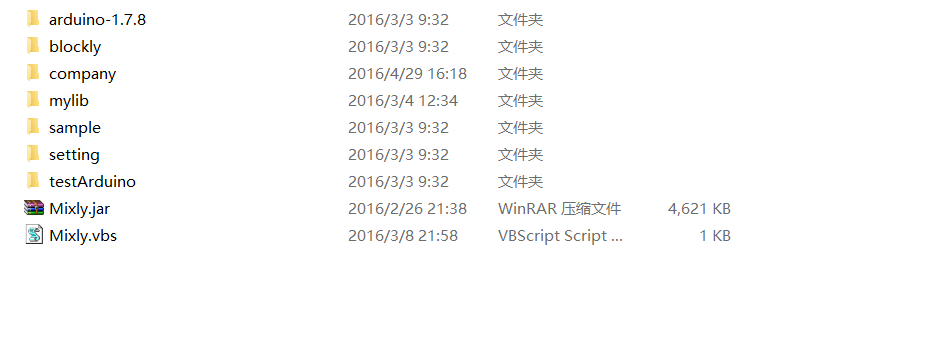 arduino-1.7.8 2016/3/3 9:32 文件夹
blockly 2016/3/3 9:32 文件夹
company 2016/4/29 16:18 文件夹
mylib 2016/3/4 12:34 文件夹
sample 2016/3/3 9:32 文件夹
setting 2016/3/3 9:32 文件夹
testArduino 2016/3/3 9:32 文件夹
Mixly.jar 2016/2/26 21:38 WinRAR 压缩文件 4,621 KB
Mixly.vbs 2016/3/8 21:58 VBScript Script ... 1 KB